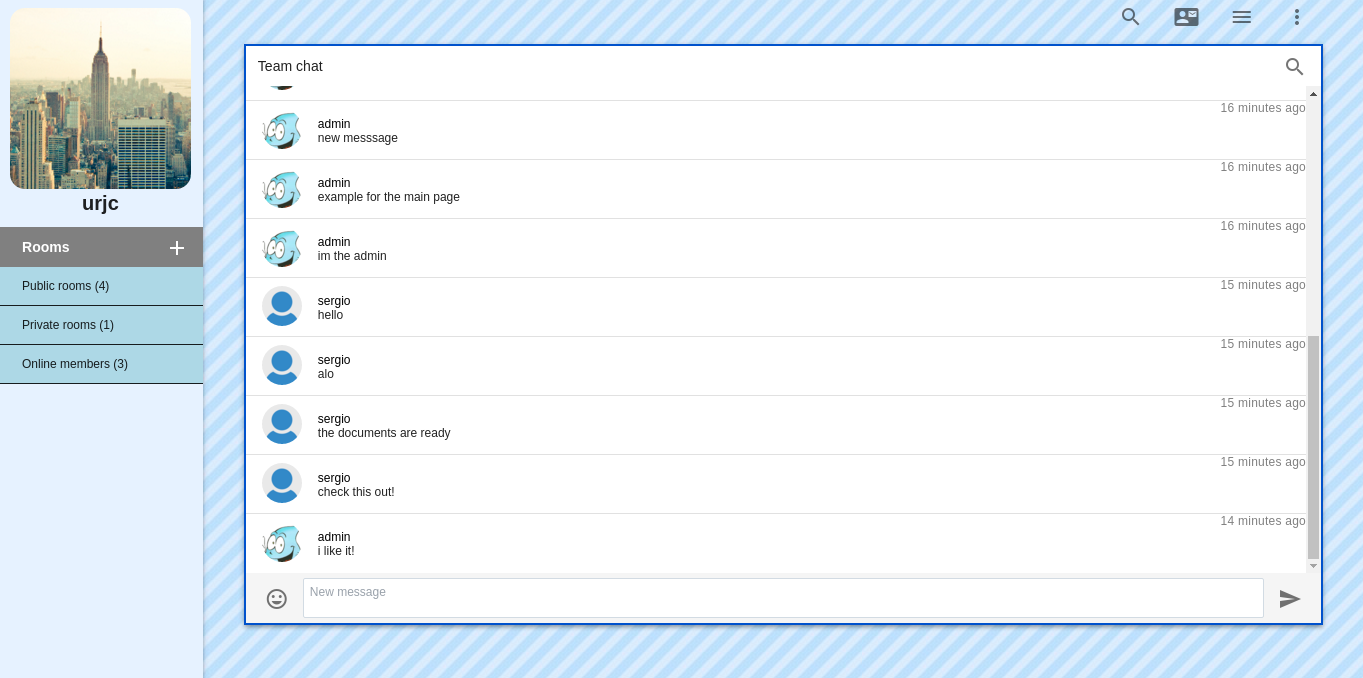 urjc
Rooms
Public rooms (4)
Private rooms (1)
Online members (3)
Team chat
16 minutes ago
admin
new messsage
16 minutes ago
admin
example for the main page
16 minutes ago
admin
im the admin
15 minutes ago
sergio
hello
15 minutes ago
sergio
alo
15 minutes ago
sergio
the documents are ready
15 minutes ago
sergio
check this out!
14 minutes ago
admin
i like it!
New message